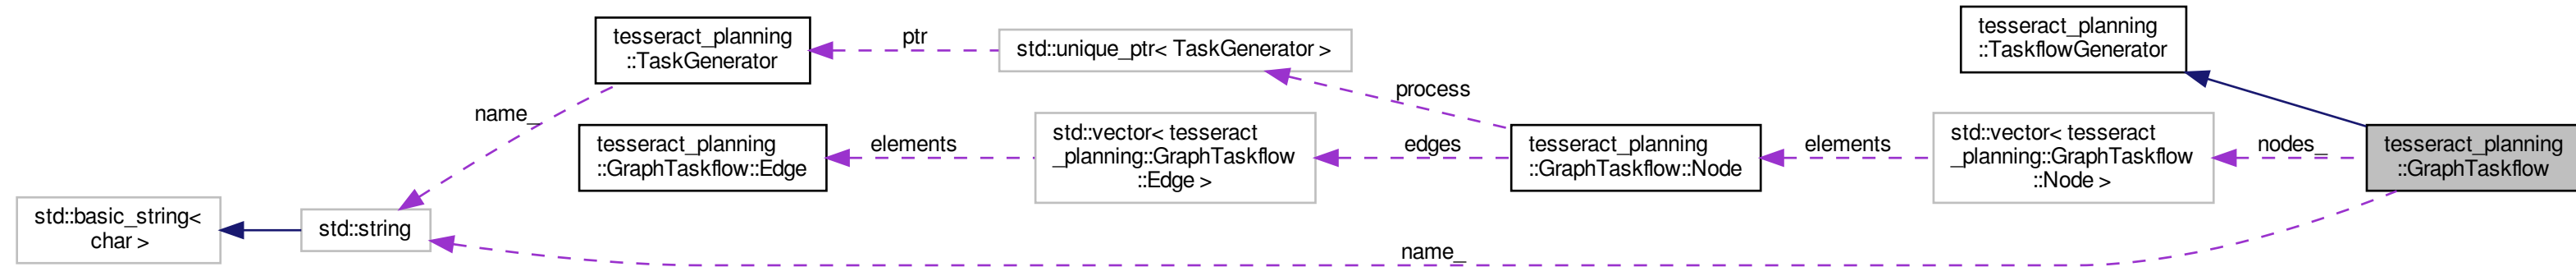 tesseract_planning
::TaskGenerator
ptr
std::unique_ptr< TaskGenerator >
tesseract_planning
::TaskflowGenerator
process
name_
tesseract_planning
::GraphTaskflow::Edge
elements
std::vector< tesseract
_planning::GraphTaskflow
::Edge >
edges
tesseract_planning
::GraphTaskflow::Node
elements
std::vector< tesseract
_planning::GraphTaskflow
::Node >
nodes_
tesseract_planning
::GraphTaskflow
std::basic_string<
char >
std::string
name_